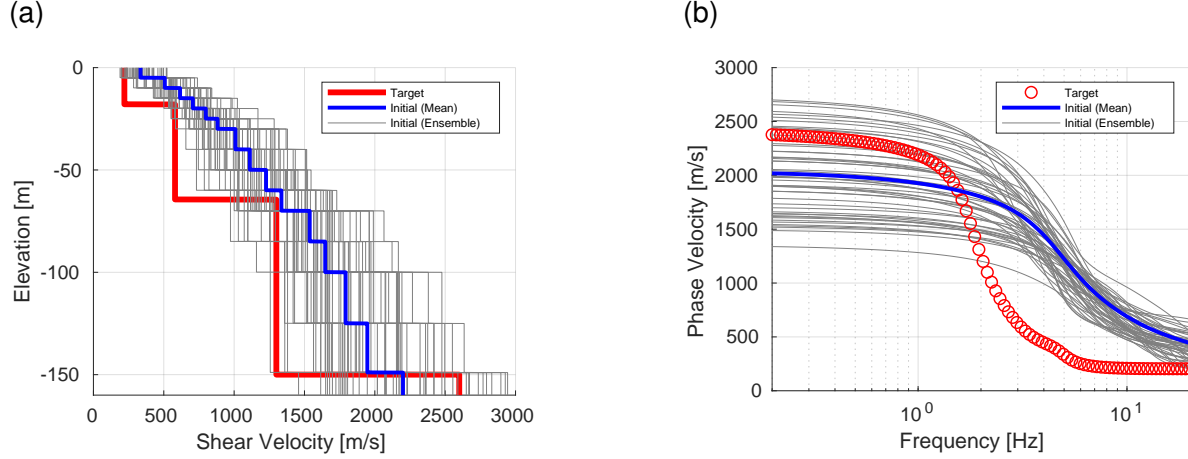 (a)
0
-50
-100
-150
Elevation [m]
0 500 1000 1500 2000 2500 3000
Shear Velocity [m/s]
Target
Initial (Mean)
Initial (Ensemble)
(b)
3000
2500
2000
1500
1000
500
0
Phase Velocity [m/s]
10^0 10^1
Frequency [Hz]
Target
Initial (Mean)
Initial (Ensemble)